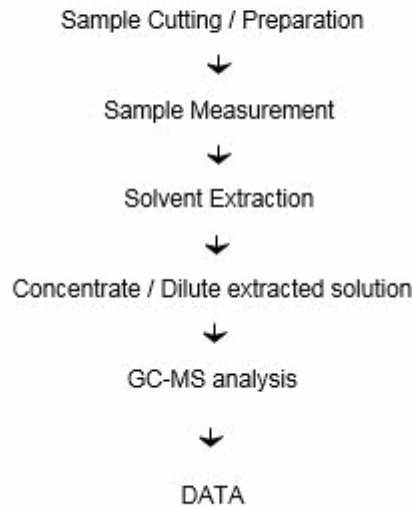 Sample Cutting / Preparation
Sample Measurement
Solvent Extraction
Concentrate / Dilute extracted solution
GC-MS analysis
DATA